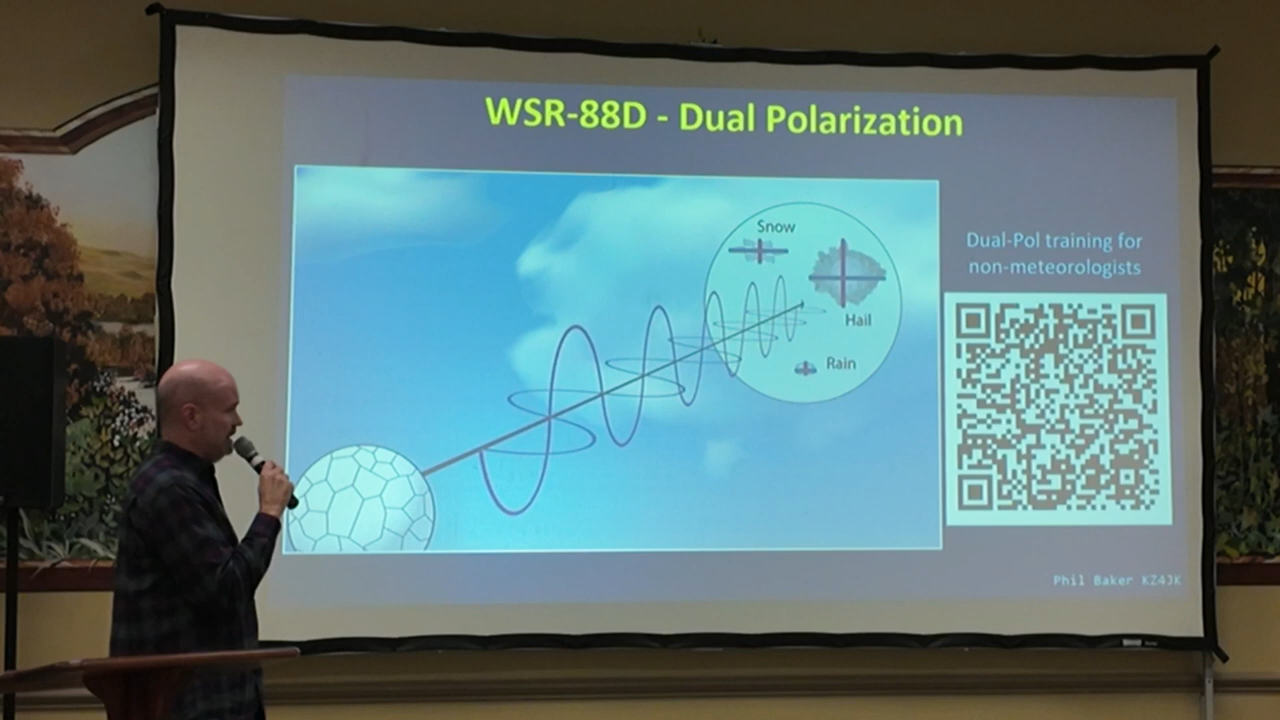 WSR-88D - Dual Polarization
Snow
Hail
Rain
Dual-Pol training for
non-meteorologists
Phil Baker KZ4JK